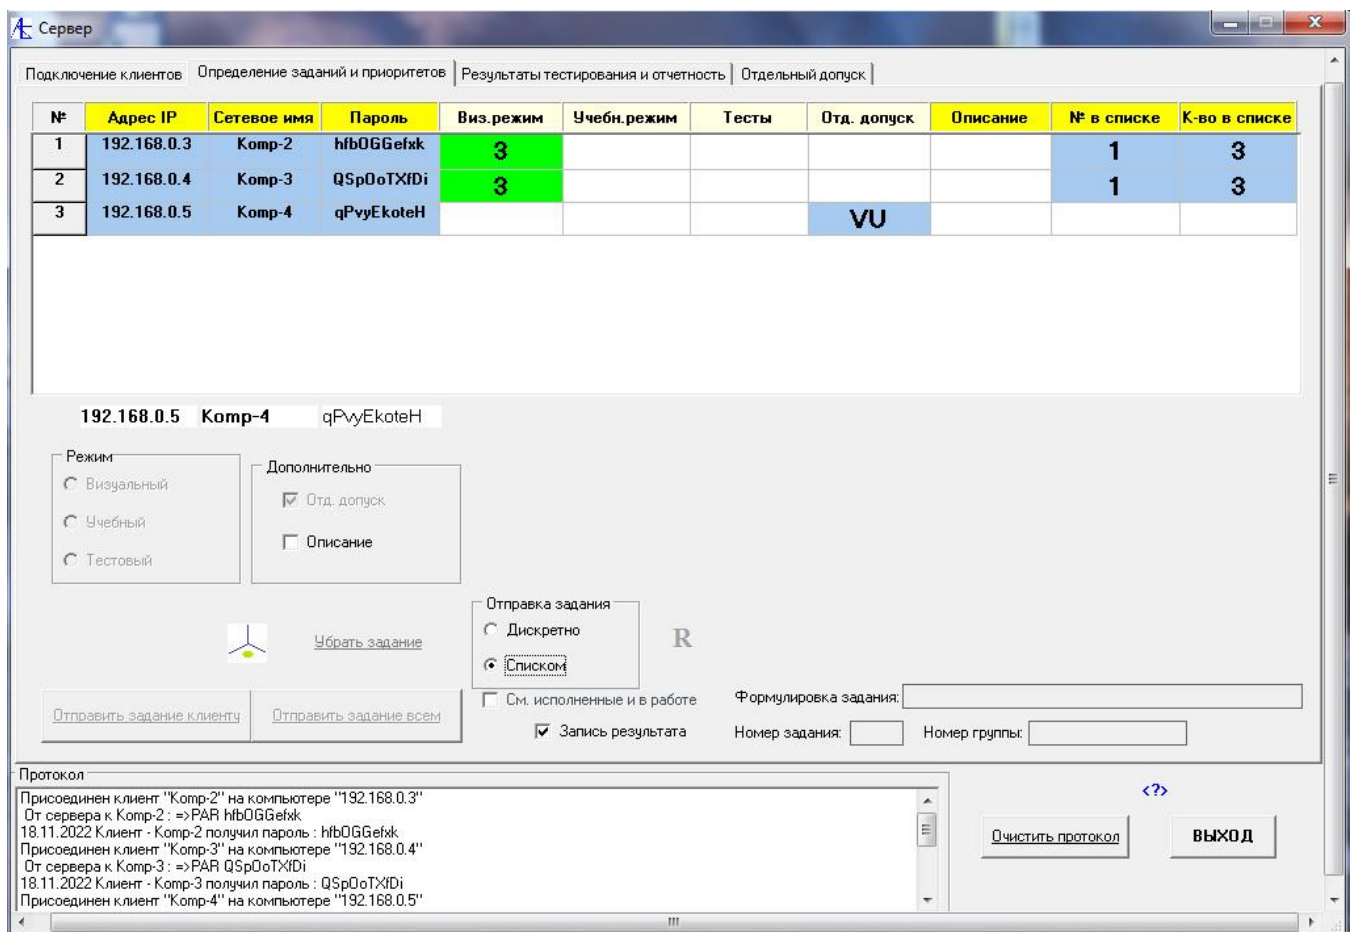 Сервер
Подключение клиентов Определение заданий и приоритетов Результаты тестирования и отчетность Отдельный допуск
№ Адрес IP Сетевое имя Пароль Виз.режим Учебн.режим Тесты Отд. допуск Описание № в списке К-во в списке
1 192.168.0.3 Komp-2 hfbOGGefxk 3 1 3
2 192.168.0.4 Komp-3 QSpOoTXfDi 3 1 3
3 192.168.0.5 Komp-4 qPvyEkoteH VU
192.168.0.5 Komp-4 qPvyEkoteH
Режим
Визуальный
Учебный
Тестовый
Дополнительно
Отд. допуск
Описание
Отправка задания
Дискретно
Списком
R
Убрать задание
Отправить задание клиенту Отправить задание всем
См. исполненные и в работе
Запись результата
Формулировка задания:
Номер задания: Номер группы:
Протокол
Присоединен клиент "Komp-2" на компьютере "192.168.0.3"
От сервера к Komp-2 : =>PAR hfbOGGefxk
18.11.2022 Клиент - Komp-2 получил пароль : hfbOGGefxk
Присоединен клиент "Komp-3" на компьютере "192.168.0.4"
От сервера к Komp-3 : =>PAR QSpOoTXfDi
18.11.2022 Клиент - Komp-3 получил пароль : QSpOoTXfDi
Присоединен клиент "Komp-4" на компьютере "192.168.0.5"
<?>
Очистить протокол ВЫХОД